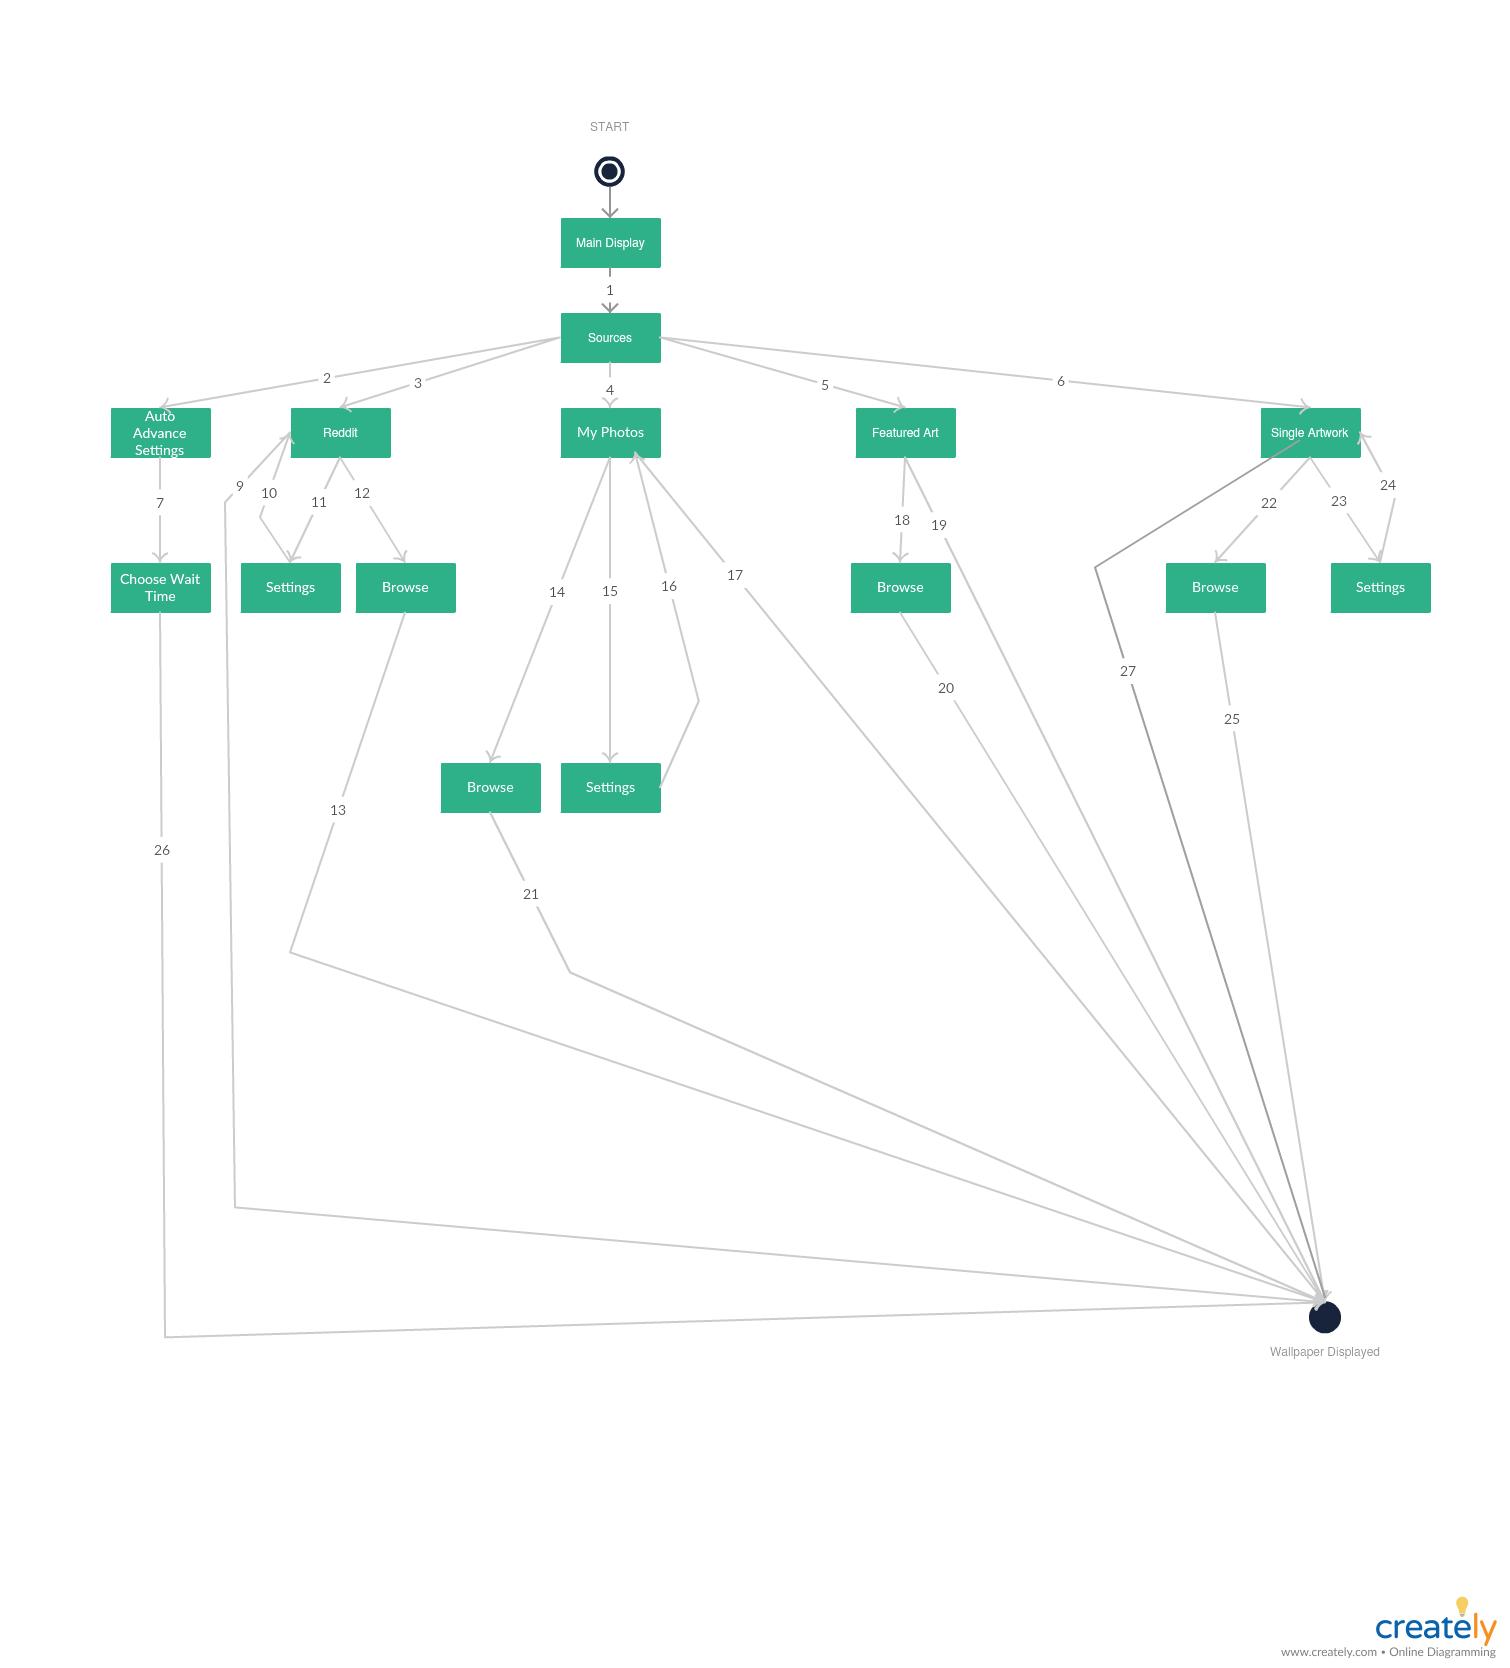 START
Main Display
1
Sources
2
3
4
5
6
Auto
Advance
Settings
Reddit
My Photos
Featured Art
Single Artwork
9
10
7
11
12
18
19
22
23
24
Choose Wait
Time
Settings
Browse
14
15
16
17
Browse
Browse
Settings
27
20
25
Browse
Settings
13
26
21
Wallpaper Displayed
creately
www.creately.com • Online Diagramming